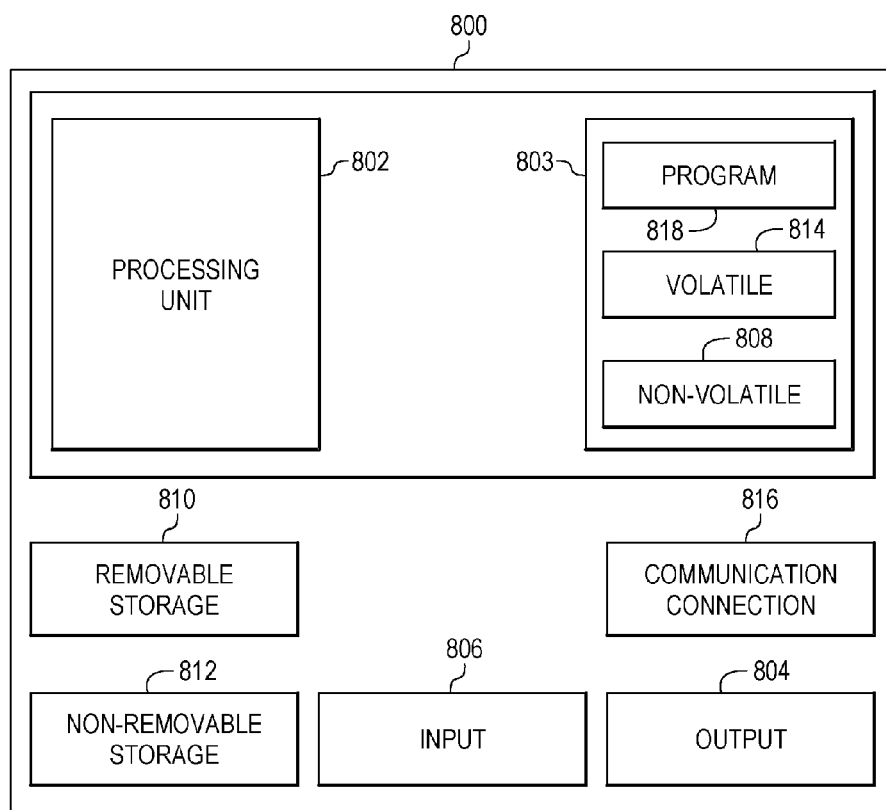 800
802
803
PROCESSING
UNIT
PROGRAM
818
814
VOLATILE
808
NON-VOLATILE
810
816
REMOVABLE
STORAGE
COMMUNICATION
CONNECTION
812
806
804
NON-REMOVABLE
STORAGE
INPUT
OUTPUT